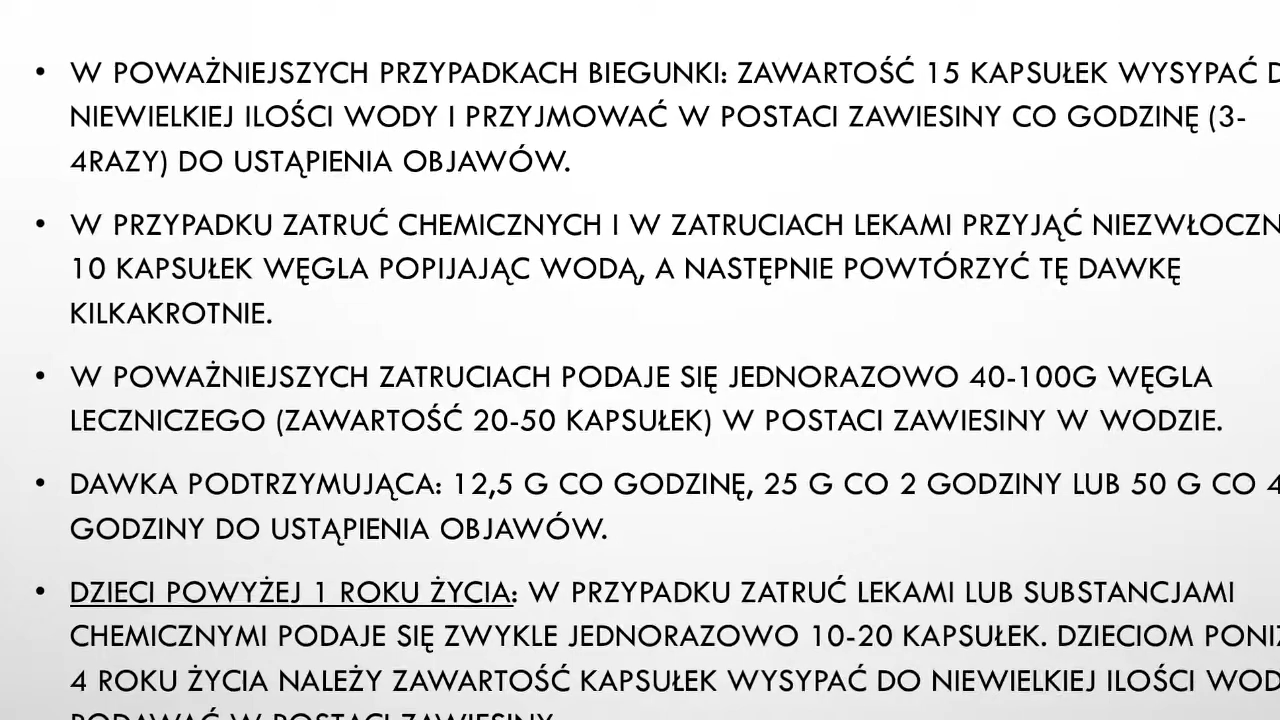 • W POWAŻNIEJSZYCH PRZYPADKACH BIEGUNKI: ZAWARTOŚĆ 15 KAPSUŁEK WYSYPAĆ
NIEWIELKIEJ ILOŚCI WODY I PRZYJMOWAĆ W POSTACI ZAWIESINY CO GODZINĘ (3-
4RAZY) DO USTĄPIENIA OBJAWÓW.
• W PRZYPADKU ZATRUĆ CHEMICZNYCH I W ZATRUCIACH LEKAMI PRZYJĄĆ
10 KAPSUŁEK WĘGLA POPIJAJĄC WODĄ, A NASTĘPNIE POWTÓRZYĆ TĘ DAWKĘ
KILKAKROTNIE.
• W POWAŻNIEJSZYCH ZATRUCIACH PODAJE SIĘ JEDNORAZOWO 40-100G WĘGLA
LECZNICZEGO (ZAWARTOŚĆ 20-50 KAPSUŁEK) W POSTACI ZAWIESINY W WODZIE.
• DAWKA PODTRZYMUJĄCA: 12,5 G CO GODZINĘ, 25 G CO 2 GODZINY LUB 50 G CO 4
GODZINY DO USTĄPIENIA OBJAWÓW.
• DZIECI POWYŻEJ 1 ROKU ŻYCIA: W PRZYPADKU ZATRUĆ LEKAMI LUB SUBSTANCJAMI
CHEMICZNYMI PODAJE SIĘ ZWYKLE JEDNORAZOWO 10-20 KAPSUŁEK. DZIECIOM
4 ROKU ŻYCIA NALEŻY ZAWARTOŚĆ KAPSUŁEK WYSYPAĆ DO NIEWIELKIEJ ILOŚCI
PODAWAĆ W POSTACI ZAWIESINY